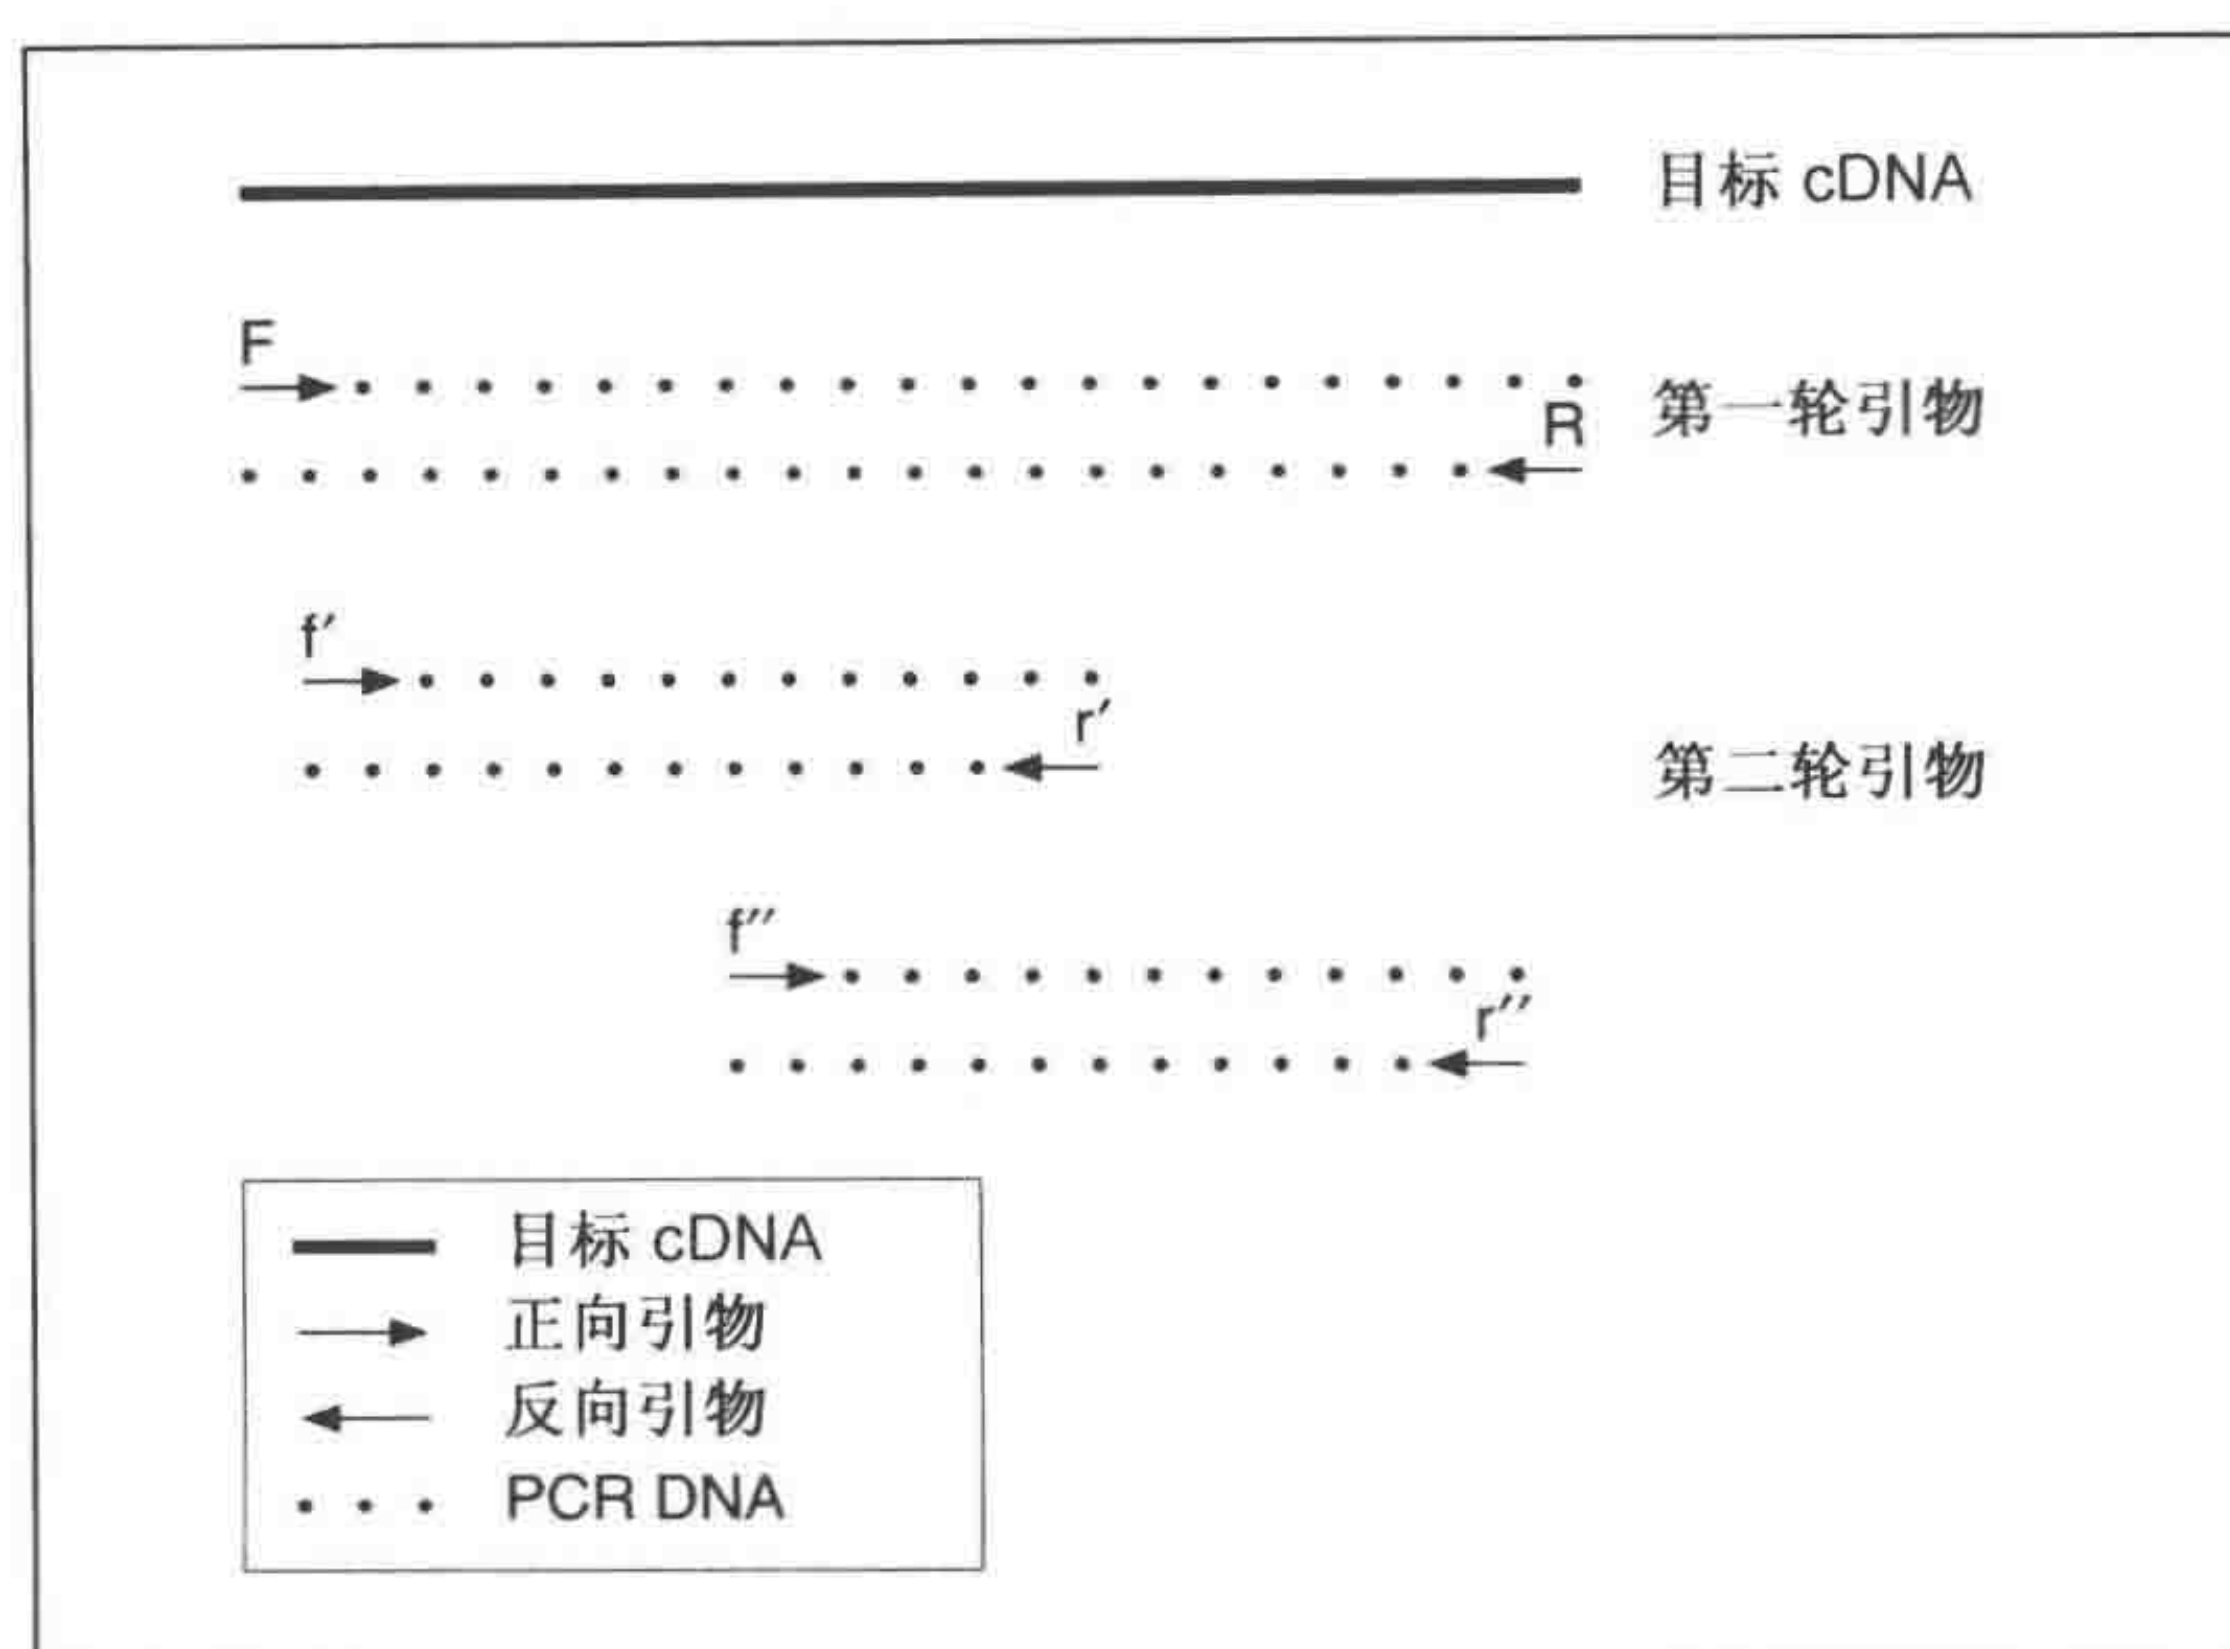 目标 cDNA
F
第一轮引物
R
f′
r′
第二轮引物
f″
r″
目标 cDNA
正向引物
反向引物
PCR DNA